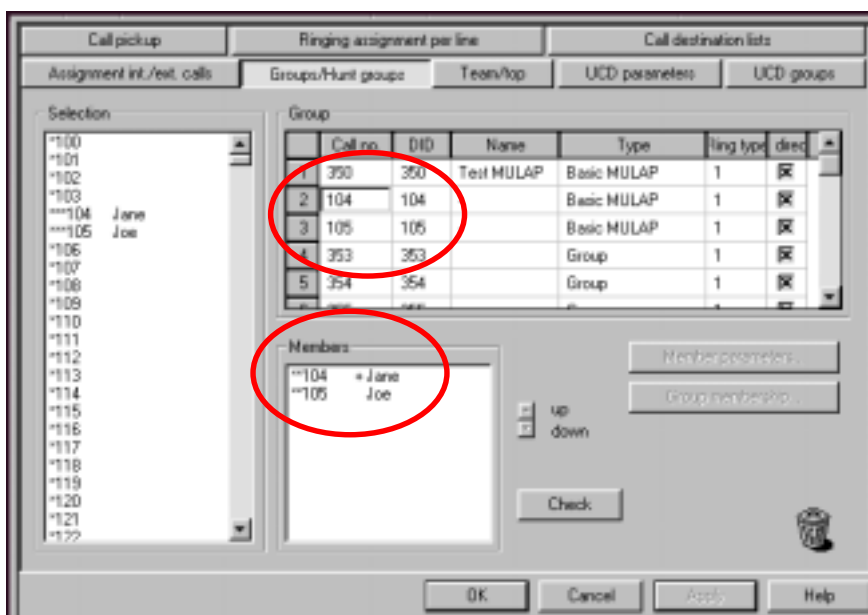 Call pickup Ringing assignment per line Call destination lists
Assignment int./ext. calls Groups/Hunt groups Team/top UCD parameters UCD groups
Selection
*100
*101
*102
*103
***104 Jane
***105 Joe
*106
*107
*108
*109
*110
*111
*112
*113
*114
*115
*116
*117
*118
*119
*120
*121
*122
Group
Call no. DID Name Type Ring type direc
1 350 350 Test MULAP Basic MULAP 1
2 104 104 Basic MULAP 1
3 105 105 Basic MULAP 1
4 353 353 Group 1
5 354 354 Group 1
Members
**104 + Jane
**105 Joe
up
down
Member parameters...
Group membership...
Check
OK Cancel Apply Help